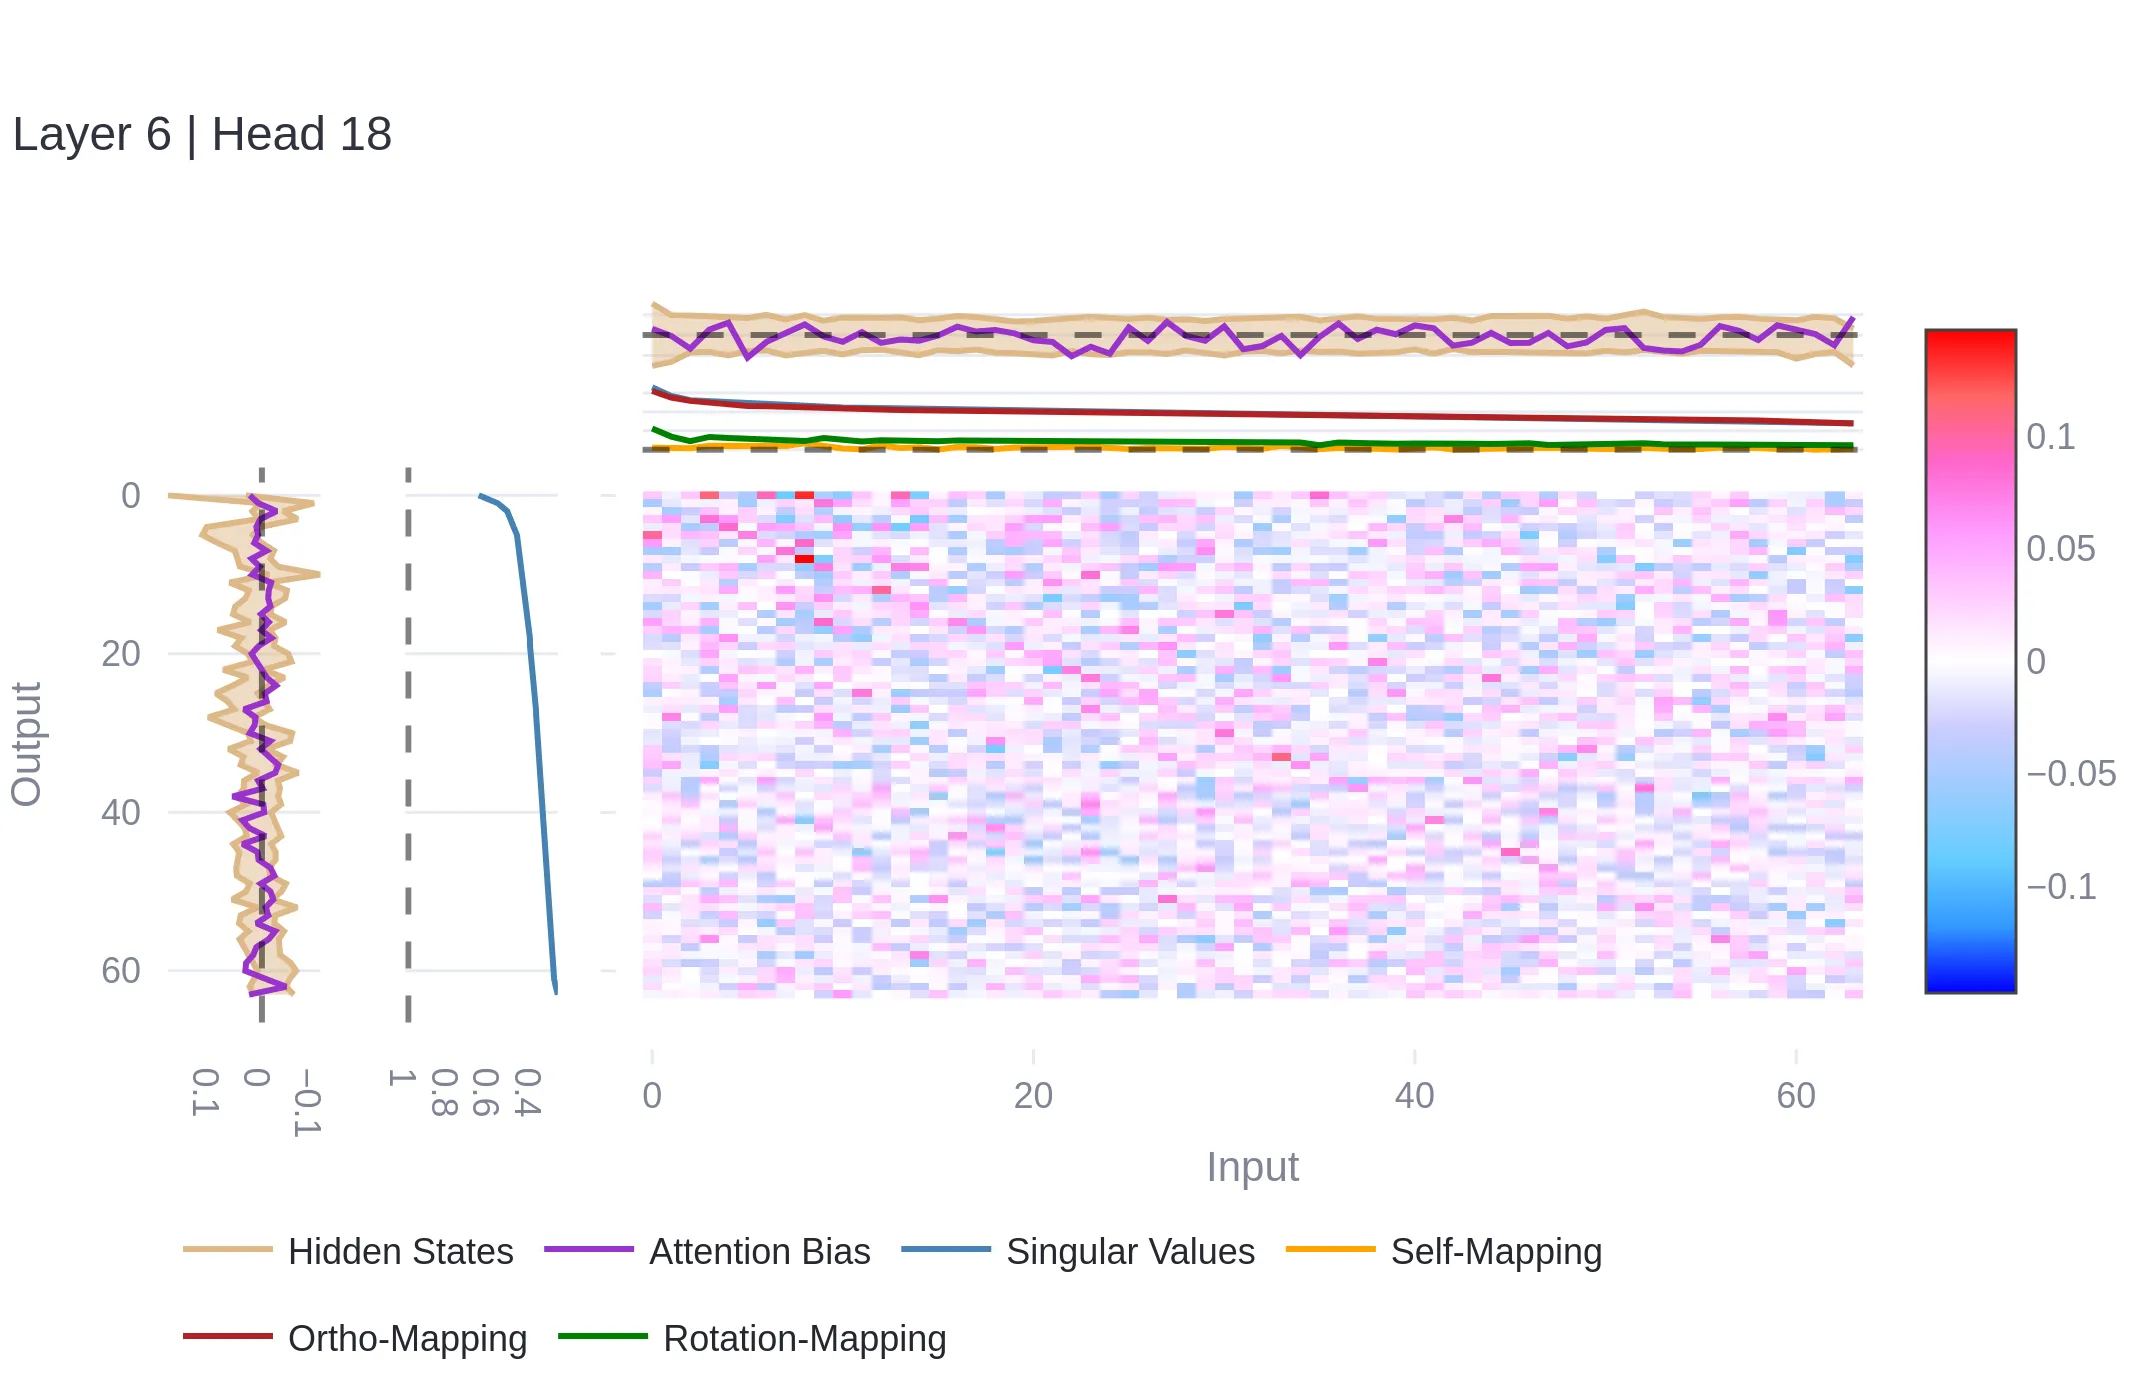 Layer 6 | Head 18
0.1
0.05
0
−0.05
−0.1
0
20
40
60
Output
0.1
0
−0.1
1
0.8
0.6
0.4
0
20
40
60
Input
Hidden States
Attention Bias
Singular Values
Self-Mapping
Ortho-Mapping
Rotation-Mapping